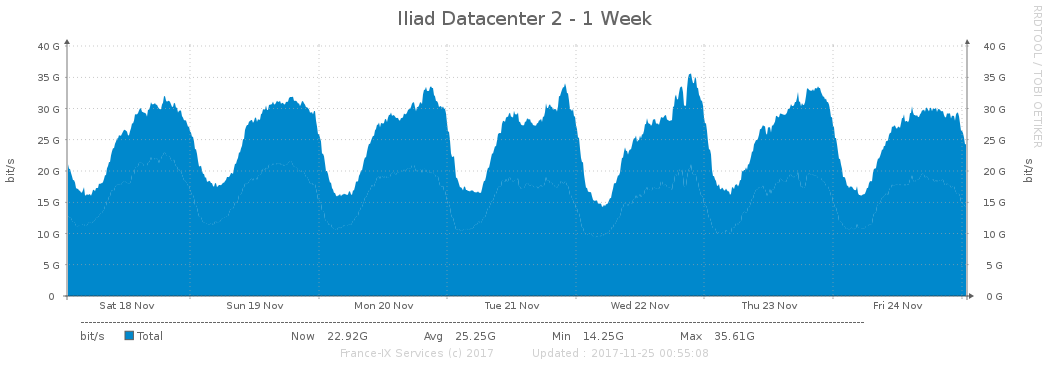 Iliad Datacenter 2 - 1 Week
RRDTOOL / TOBI OETIKER
bit/s
40 G 40 G
35 G 35 G
30 G 30 G
25 G 25 G
20 G 20 G
15 G 15 G
10 G 10 G
5 G 5 G
0 0 G
bit/s
Sat 18 Nov Sun 19 Nov Mon 20 Nov Tue 21 Nov Wed 22 Nov Thu 23 Nov Fri 24 Nov
bit/s Total Now 22.92G Avg 25.25G Min 14.25G Max 35.61G
France-IX Services (c) 2017 Updated : 2017-11-25 00:55:08